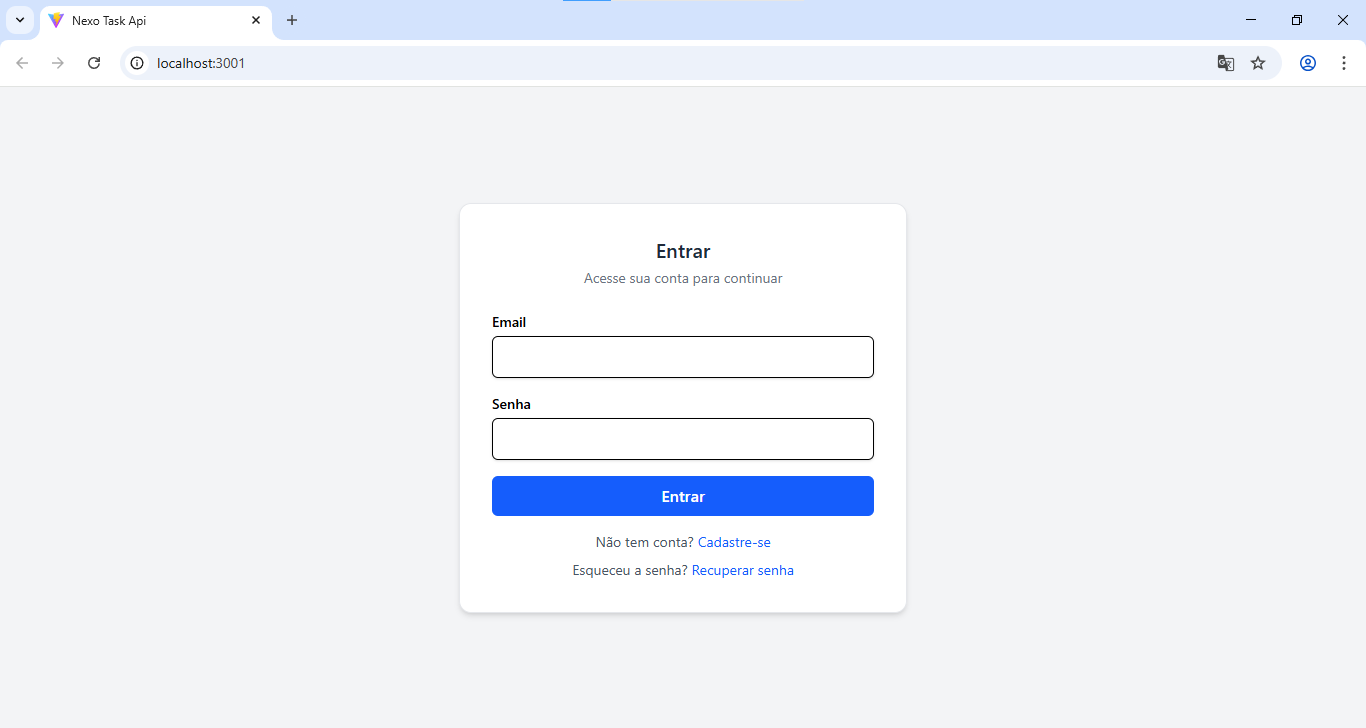 Nexo Task Api
localhost:3001
Entrar
Acesse sua conta para continuar
Email
Senha
Entrar
Não tem conta? Cadastre-se
Esqueceu a senha? Recuperar senha